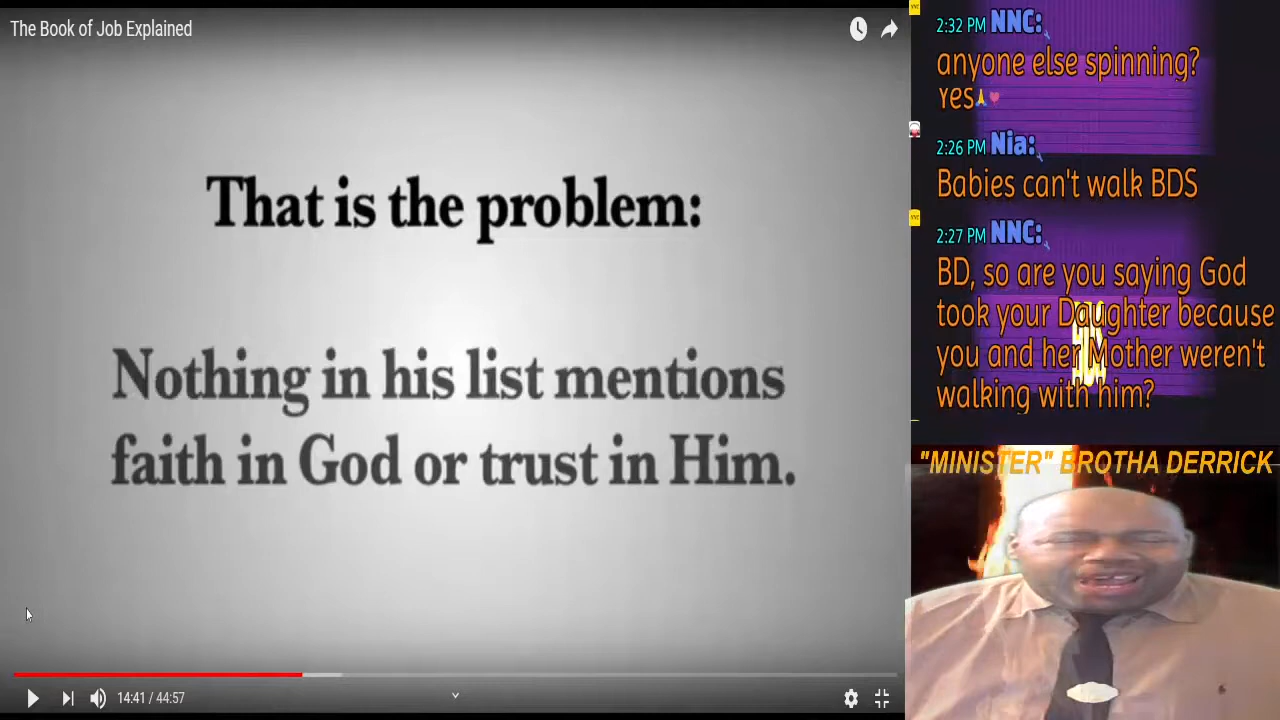 The Book of Job Explained
That is the problem:
Nothing in his list mentions
faith in God or trust in Him.
14:41 / 44:57
2:32 PM NNC:
anyone else spinning?
Yes🙏💗
2:26 PM Nia:
Babies can't walk BDS
2:27 PM NNC:
BD, so are you saying God
took your Daughter because
you and her Mother weren't
walking with him?
"MINISTER" BROTHA DERRICK